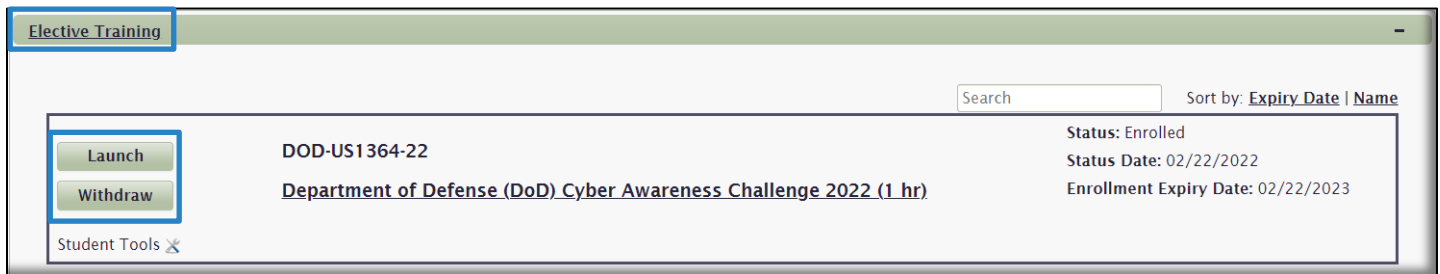 Elective Training
–
Search
Sort by: Expiry Date | Name
Launch
Withdraw
Student Tools
DOD-US1364-22
Department of Defense (DoD) Cyber Awareness Challenge 2022 (1 hr)
Status: Enrolled
Status Date: 02/22/2022
Enrollment Expiry Date: 02/22/2023